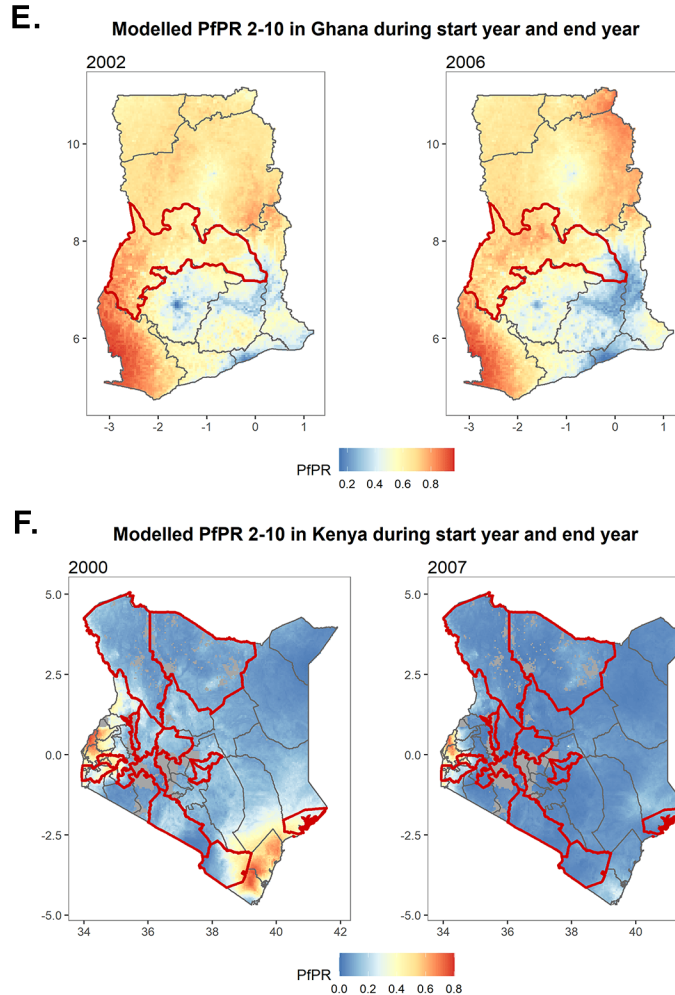 E.
Modelled PfPR 2-10 in Ghana during start year and end year
2002 2006
10 10
8 8
6 6
-3 -2 -1 0 1 -3 -2 -1 0 1
PfPR 0.2 0.4 0.6 0.8
F.
Modelled PfPR 2-10 in Kenya during start year and end year
2000 2007
5.0 5.0
2.5 2.5
0.0 0.0
-2.5 -2.5
-5.0 -5.0
34 36 38 40 42 34 36 38 40
PfPR 0.0 0.2 0.4 0.6 0.8